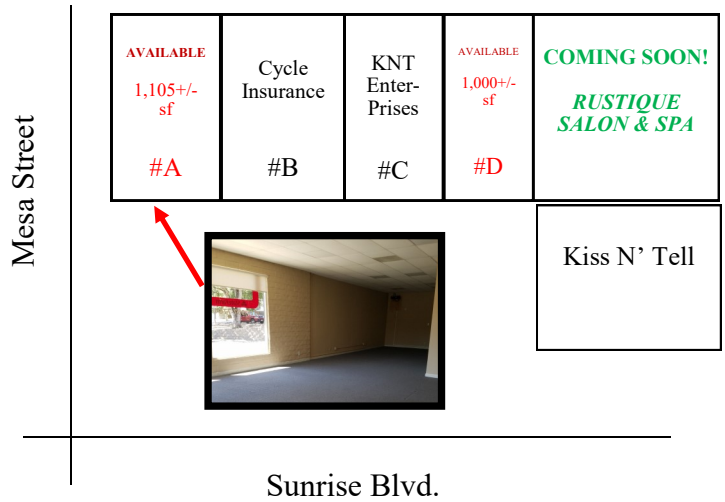 AVAILABLE
1,105+/-
sf
#A
Cycle
Insurance
#B
KNT
Enter-
Prises
#C
AVAILABLE
1,000+/-
sf
#D
COMING SOON!
RUSTIQUE
SALON & SPA
Kiss N’ Tell
Mesa Street
Sunrise Blvd.